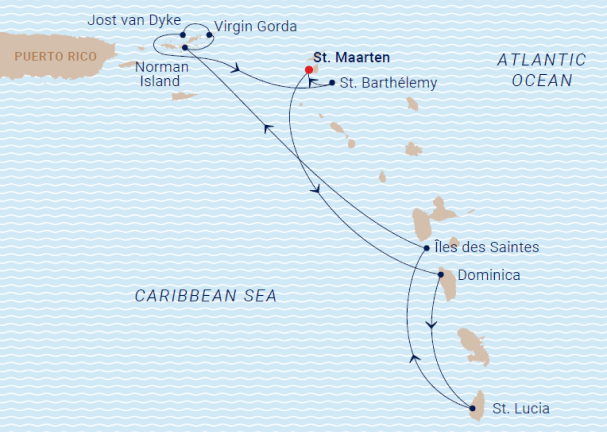 Jost van Dyke
Virgin Gorda
PUERTO RICO
Norman
Island
St. Maarten
St. Barthélemy
ATLANTIC
OCEAN
Îles des Saintes
Dominica
CARIBBEAN SEA
St. Lucia